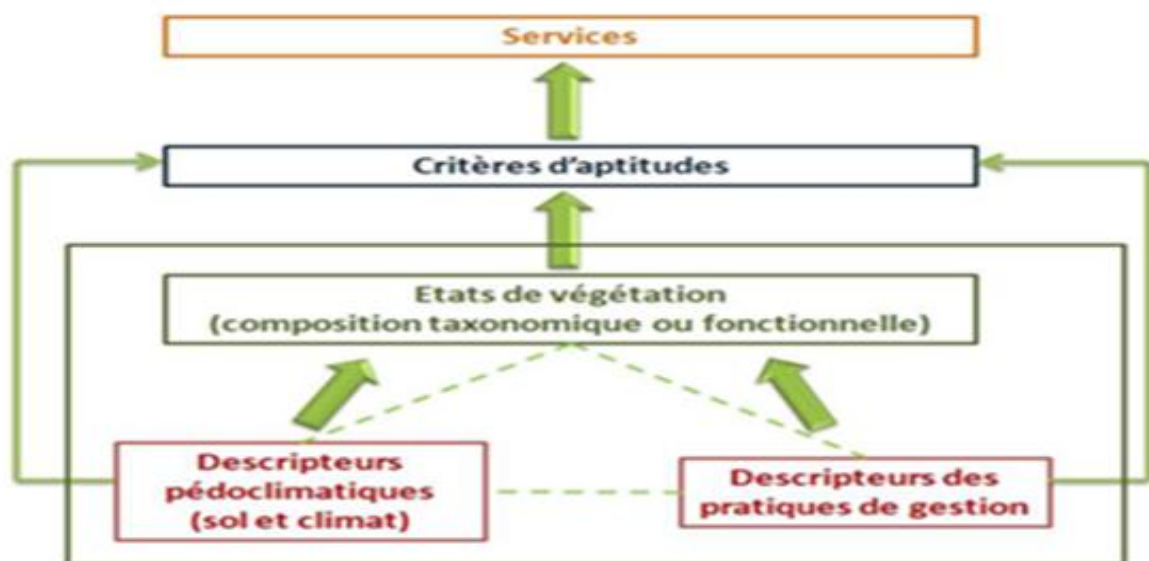 Services
Critères d'aptitudes
Etats de végétation
(composition taxonomique ou fonctionnelle)
Descripteurs
pédoclimatiques
(sol et climat)
Descripteurs des
pratiques de gestion